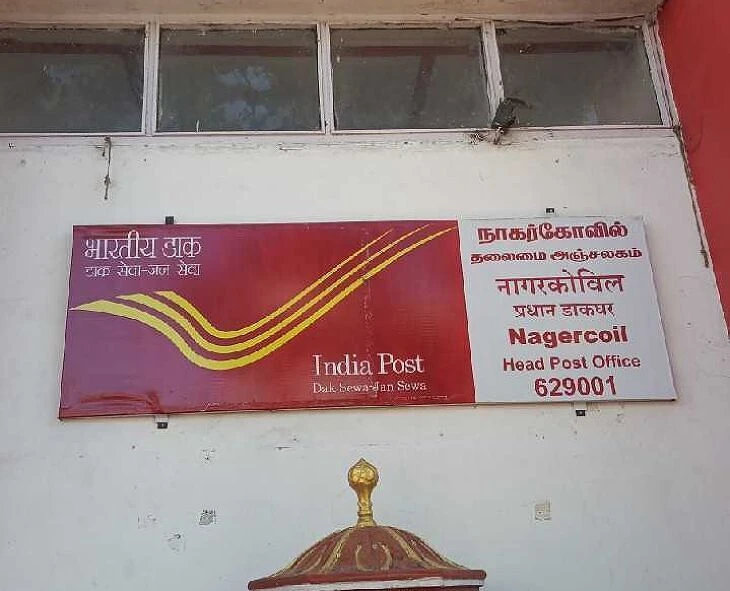 भारतीय डाक
डाक सेवा-जन सेवा
India Post
Dak Sewa-Jan Sewa
நாகர்கோவில்
தலைமை அஞ்சலகம்
नागरकोविल
प्रधान डाकघर
Nagercoil
Head Post Office
629001